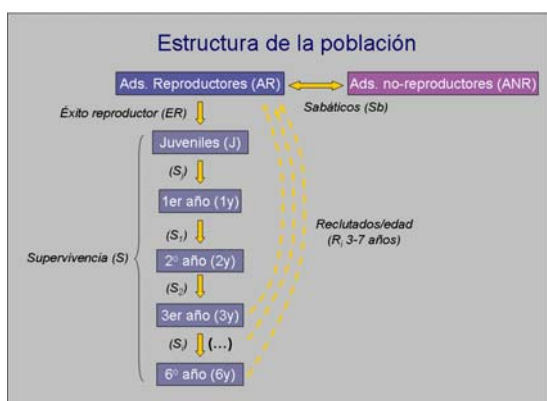 Estructura de la población
Ads. Reproductores (AR)
Ads. no-reproductores (ANR)
Éxito reproductor (ER)
Sabáticos (Sb)
Juveniles (J)
(Sj)
1er año (1y)
(S1)
Supervivencia (S)
2º año (2y)
(S2)
3er año (3y)
(Si)
(...)
6º año (6y)
Reclutados/edad
(Ri 3-7 años)